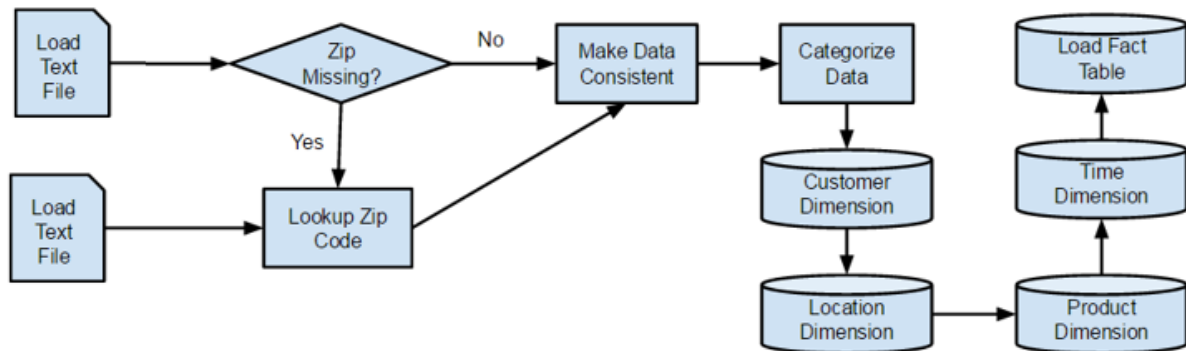 Load
Text
File
Zip
Missing?
No
Yes
Make Data
Consistent
Categorize
Data
Load Fact
Table
Load
Text
File
Lookup Zip
Code
Customer
Dimension
Time
Dimension
Location
Dimension
Product
Dimension